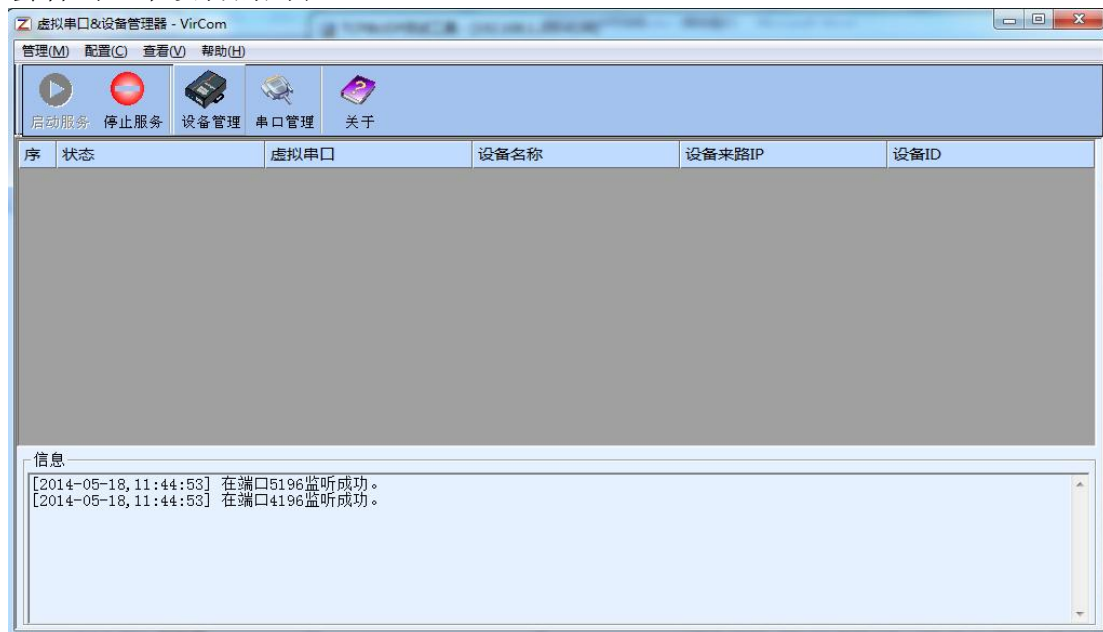 虚拟串口&设备管理器 - VirCom
管理(M) 配置(C) 查看(V) 帮助(H)
启动服务 停止服务 设备管理 串口管理 关于
序 状态 虚拟串口 设备名称 设备来路IP 设备ID
信息
[2014-05-18,11:44:53] 在端口5196监听成功。
[2014-05-18,11:44:53] 在端口4196监听成功。